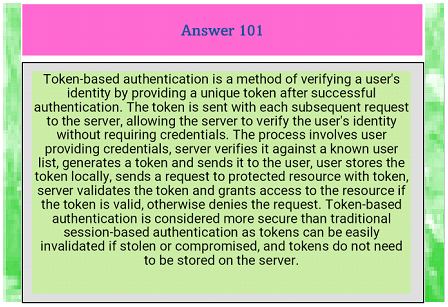 Answer 101
Token-based authentication is a method of verifying a user's
identity by providing a unique token after successful
authentication. The token is sent with each subsequent request
to the server, allowing the server to verify the user's identity
without requiring credentials. The process involves user
providing credentials, server verifies it against a known user
list, generates a token and sends it to the user, user stores the
token locally, sends a request to protected resource with token,
server validates the token and grants access to the resource if
the token is valid, otherwise denies the request. Token-based
authentication is considered more secure than traditional
session-based authentication as tokens can be easily
invalidated if stolen or compromised, and tokens do not need
to be stored on the server.